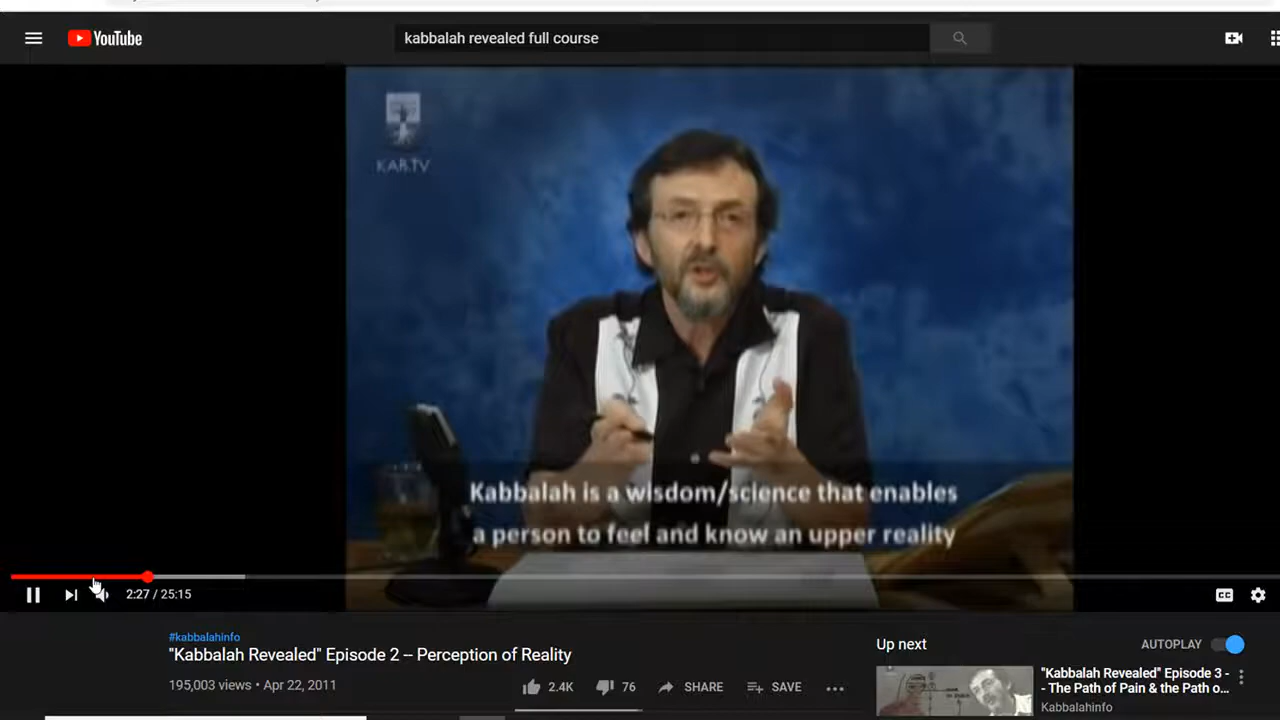 YouTube
kabbalah revealed full course
KAB.TV
Kabbalah is a wisdom/science that enables
a person to feel and know an upper reality
2:27 / 25:15
CC
#kabbalahinfo
"Kabbalah Revealed" Episode 2 -- Perception of Reality
195,003 views • Apr 22, 2011
2.4K
76
SHARE
SAVE
Up next
AUTOPLAY
"Kabbalah Revealed" Episode 3 -
- The Path of Pain & the Path o...
Kabbalahinfo